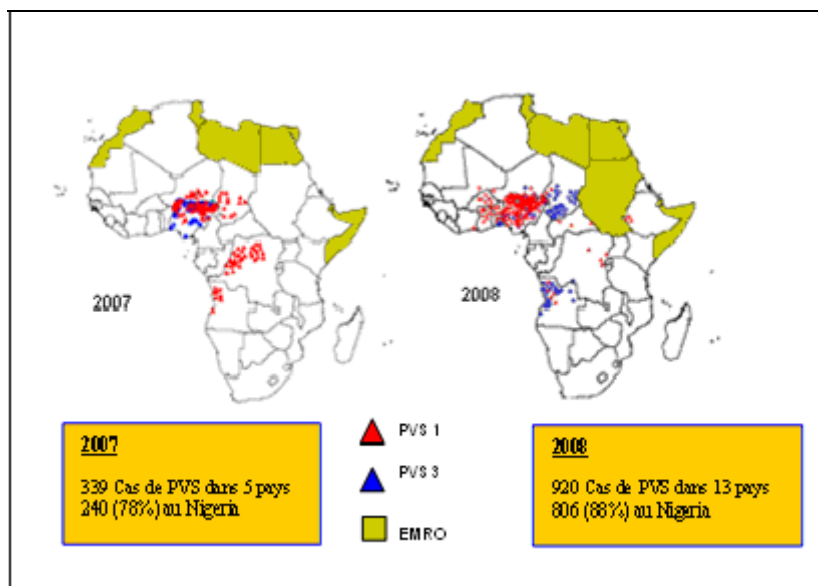 2007
2008
PVS 1
PVS 3
EMRO
2007
339 Cas de PVS dans 5 pays
240 (78%) au Nigeria
2008
920 Cas de PVS dans 13 pays
806 (88%) au Nigeria